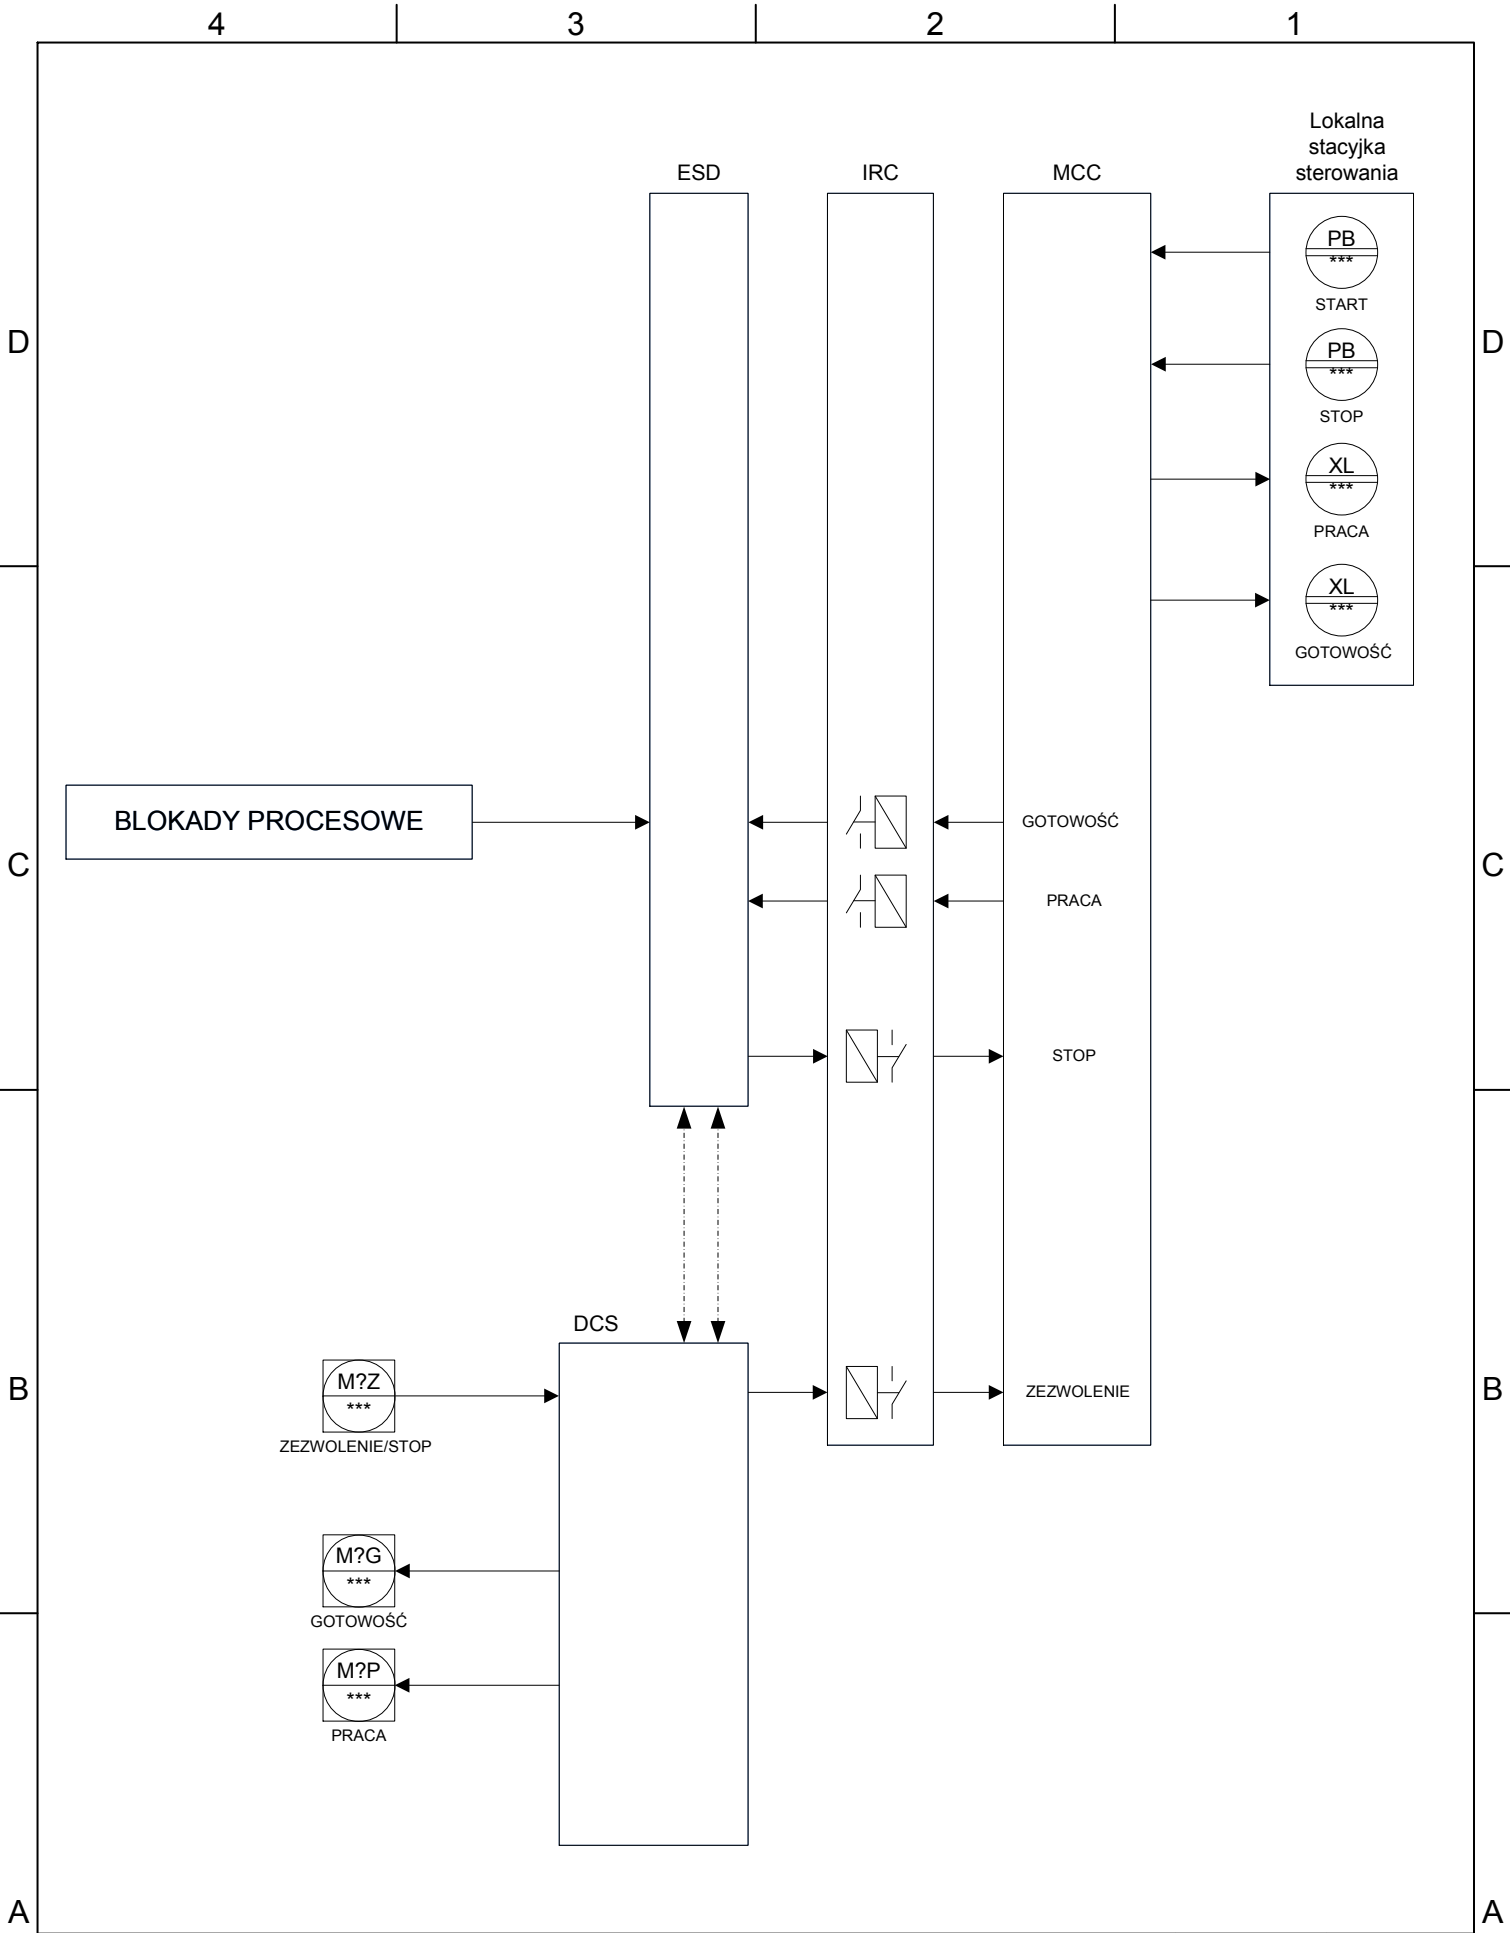 4 3 2 1
Lokalna
stacyjka
sterowania
ESD IRC MCC
PB
***
START
D D
PB
***
STOP
XL
***
PRACA
XL
***
GOTOWOŚĆ
BLOKADY PROCESOWE
GOTOWOŚĆ
C C
PRACA
STOP
DCS
M?Z
***
ZEZWOLENIE/STOP
B B
ZEZWOLENIE
M?G
***
GOTOWOŚĆ
M?P
***
PRACA
A A